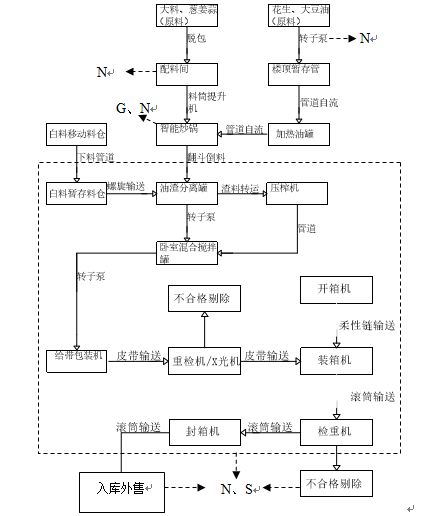 大料、葱姜蒜
（原料）
花生、大豆油
（原料）
脱包
转子泵
N
N
配料间
楼顶暂存管
料筒提升
机
管道自流
G、N
白料移动料仓
智能炒锅
管道自流
加热油罐
下料管道
翻斗倒料
白料暂存料仓
螺旋输送
油渣分离罐
渣料转运
压榨机
转子泵
管道
卧室混合搅拌
罐
转子泵
不合格剔除
开箱机
柔性链输送
给带包装机
皮带输送
重检机/X光机
皮带输送
装箱机
滚筒输送
滚筒输送
封箱机
滚筒输送
检重机
入库外售
N、S
不合格剔除